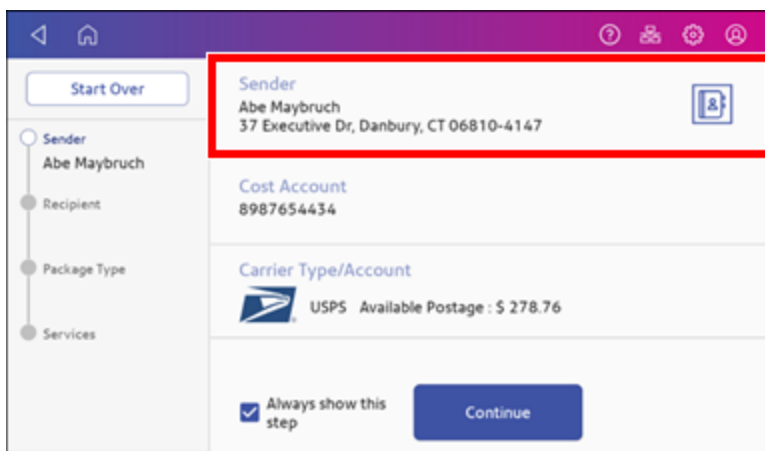 Start Over
Sender
Abe Maybruch
Recipient
Package Type
Services
Sender
Abe Maybruch
37 Executive Dr, Danbury, CT 06810-4147
Cost Account
8987654434
Carrier Type/Account
USPS Available Postage : $ 278.76
Always show this
step
Continue